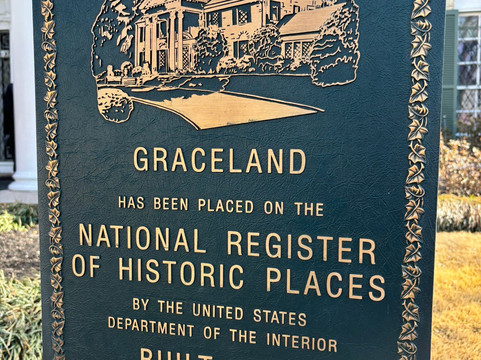 GRACELAND
HAS BEEN PLACED ON THE
NATIONAL REGISTER
OF HISTORIC PLACES
BY THE UNITED STATES
DEPARTMENT OF THE INTERIOR
BUILT